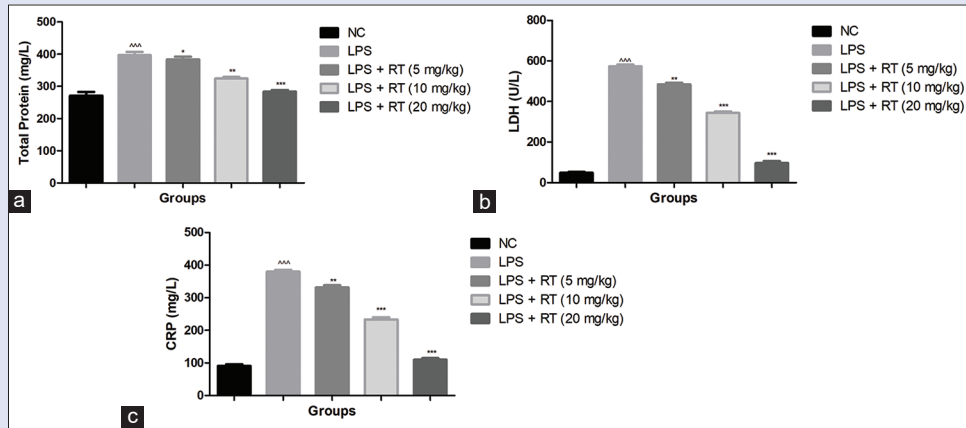 500
400
300
200
100
0
Total Protein (mg/L)
^^^
*
**
***
Groups
NC
LPS
LPS + RT (5 mg/kg)
LPS + RT (10 mg/kg)
LPS + RT (20 mg/kg)
a
800
600
400
200
0
LDH (U/L)
^^^
**
***
***
Groups
NC
LPS
LPS + RT (5 mg/kg)
LPS + RT (10 mg/kg)
LPS + RT (20 mg/kg)
b
500
400
300
200
100
0
CRP (mg/L)
^^^
**
***
***
Groups
NC
LPS
LPS + RT (5 mg/kg)
LPS + RT (10 mg/kg)
LPS + RT (20 mg/kg)
c